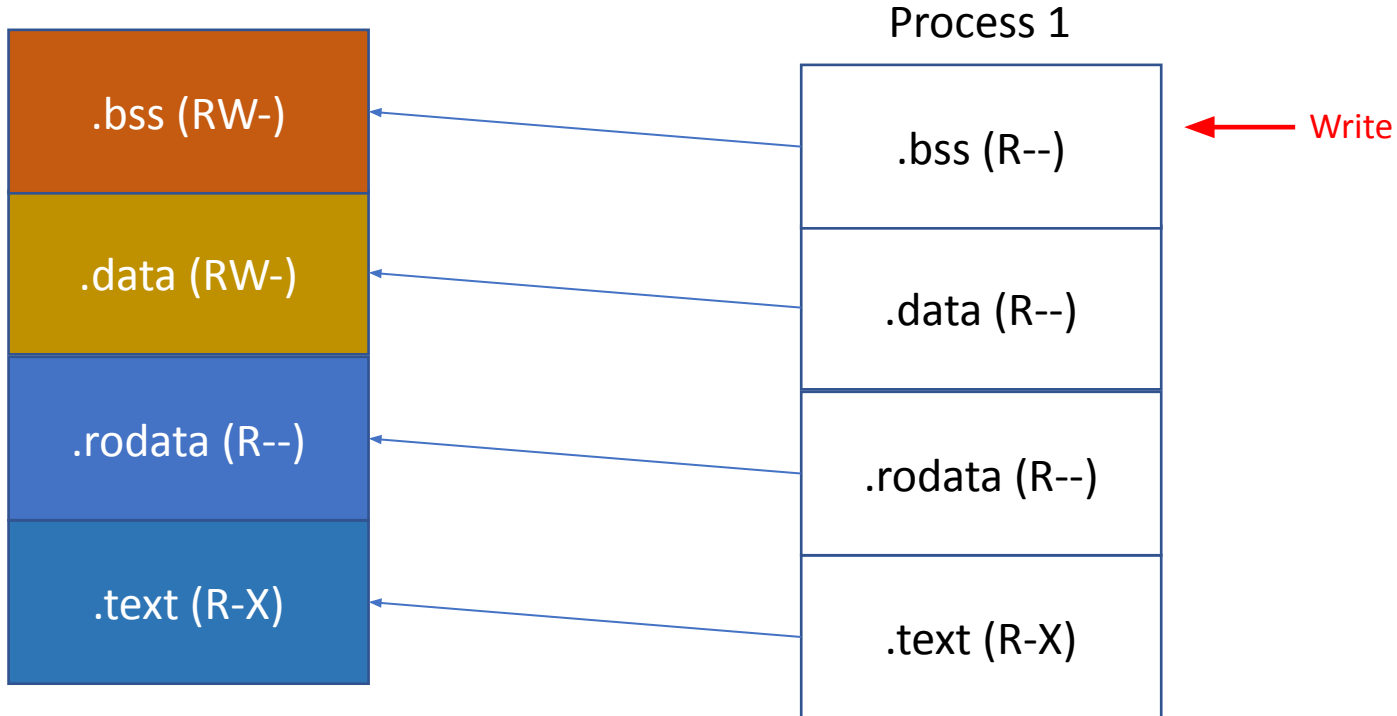 Process 1
.bss (RW-)
.data (RW-)
.rodata (R--)
.text (R-X)
.bss (R--)
.data (R--)
.rodata (R--)
.text (R-X)
Write